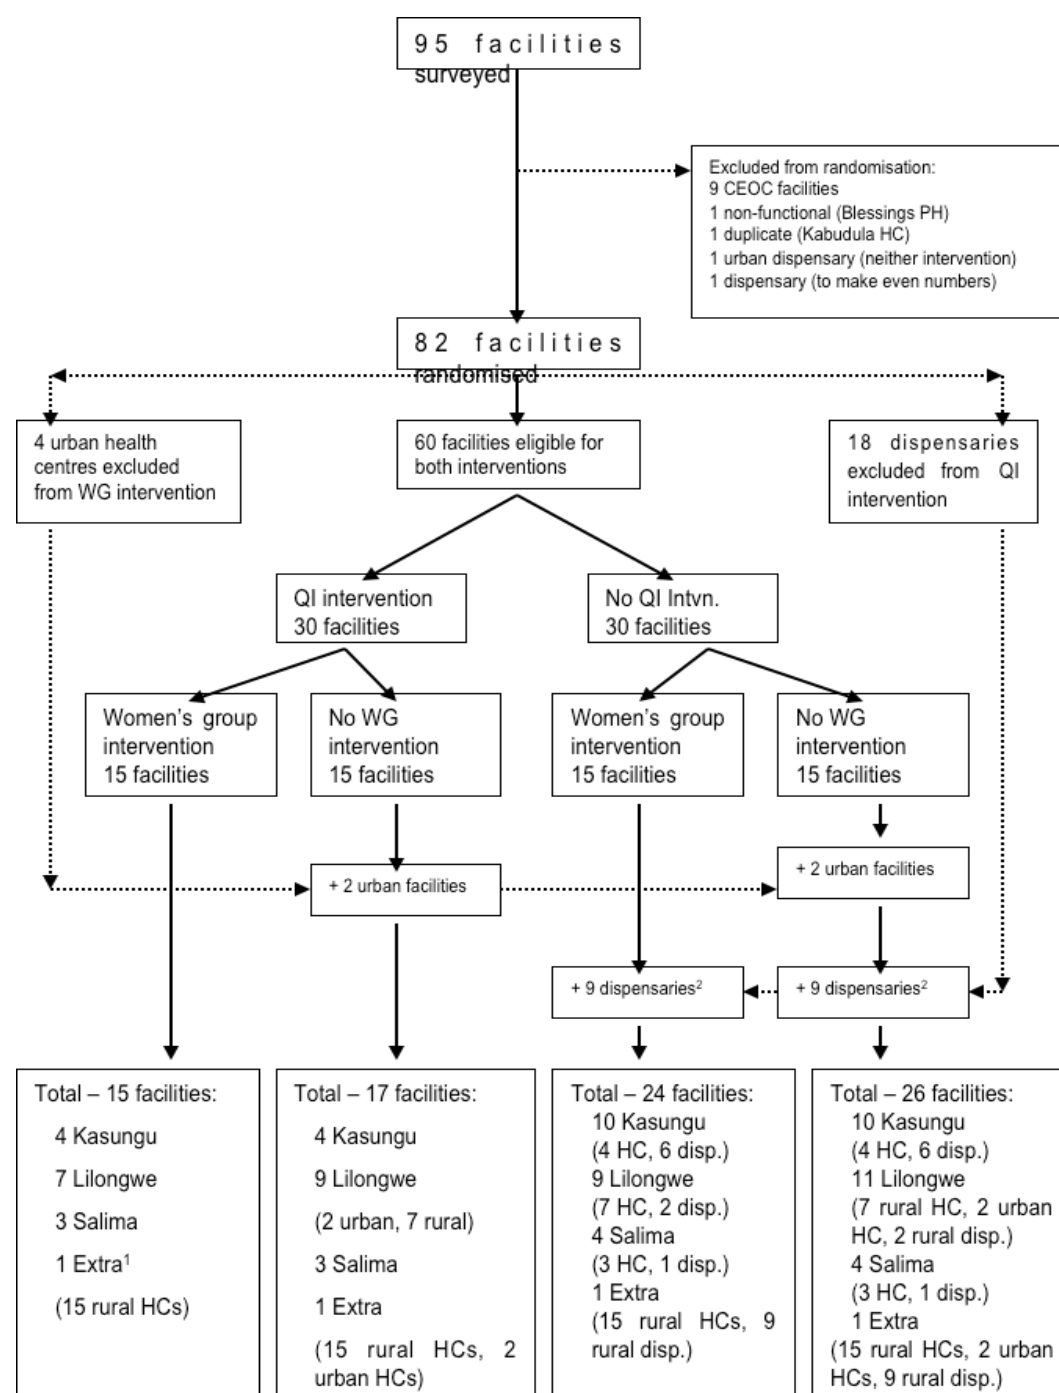 95 facilities
surveyed
Excluded from randomisation:
9 CEOC facilities
1 non-functional (Blessings PH)
1 duplicate (Kabudula HC)
1 urban dispensary (neither intervention)
1 dispensary (to make even numbers)
82 facilities
randomised
4 urban health
centres excluded
from WG intervention
60 facilities eligible for
both interventions
18 dispensaries
excluded from QI
intervention
QI intervention
30 facilities
No QI Intvn.
30 facilities
Women's group
intervention
15 facilities
No WG
intervention
15 facilities
Women's group
intervention
15 facilities
No WG
intervention
15 facilities
+ 2 urban facilities
+ 2 urban facilities
+ 9 dispensaries²
+ 9 dispensaries²
Total – 15 facilities:
4 Kasungu
7 Lilongwe
3 Salima
1 Extra¹
(15 rural HCs)
Total – 17 facilities:
4 Kasungu
9 Lilongwe
(2 urban, 7 rural)
3 Salima
1 Extra
(15 rural HCs, 2
urban HCs)
Total – 24 facilities:
10 Kasungu
(4 HC, 6 disp.)
9 Lilongwe
(7 HC, 2 disp.)
4 Salima
(3 HC, 1 disp.)
1 Extra
(15 rural HCs, 9
rural disp.)
Total – 26 facilities:
10 Kasungu
(4 HC, 6 disp.)
11 Lilongwe
(7 rural HC, 2 urban
HC, 2 rural disp.)
4 Salima
(3 HC, 1 disp.)
1 Extra
(15 rural HCs, 2 urban
HCs, 9 rural disp.)